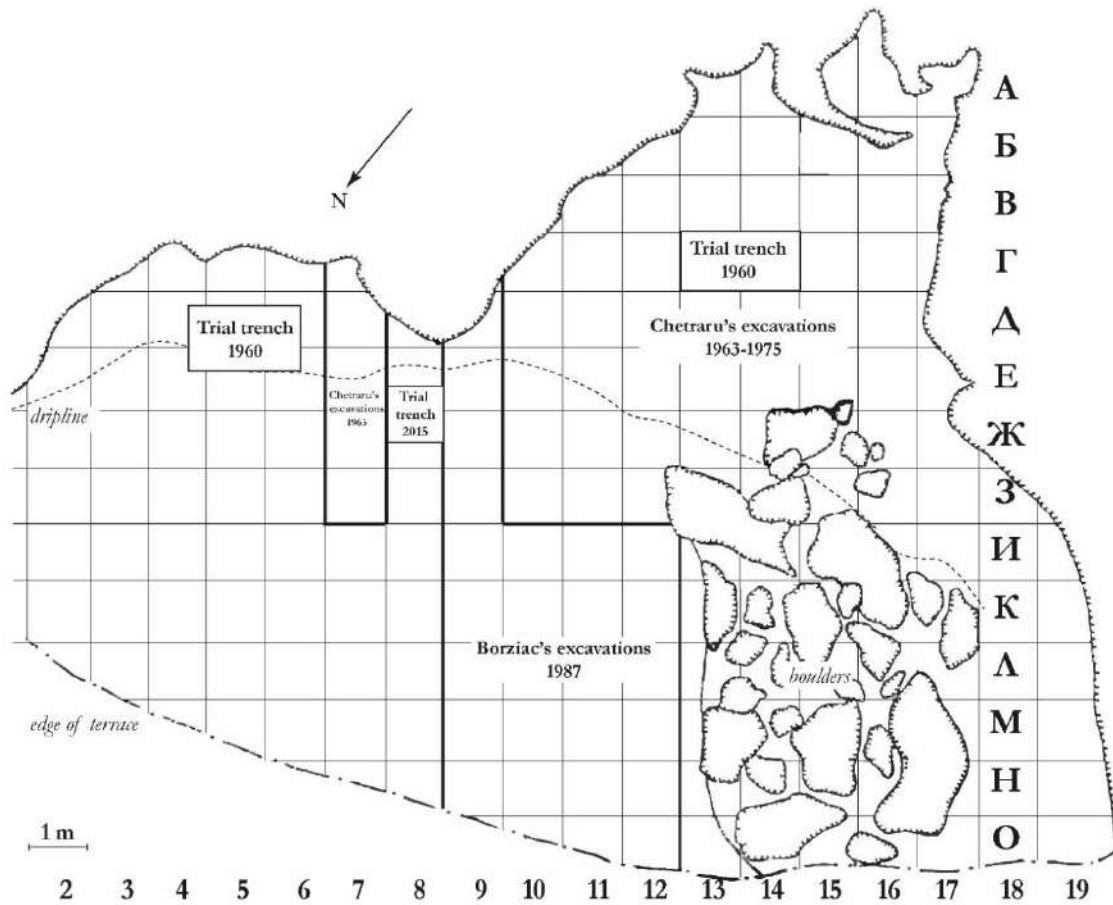 А
Б
N
В
Trial trench
1960
Г
Trial trench
1960
Chetraru's excavations
1963-1975
Д
Е
Chetraru's
excavations
1965
Trial
trench
2015
dripline
Ж
З
И
К
Borziac's excavations
1987
boulders
Л
edge of terrace
М
Н
1 m
О
2 3 4 5 6 7 8 9 10 11 12 13 14 15 16 17 18 19